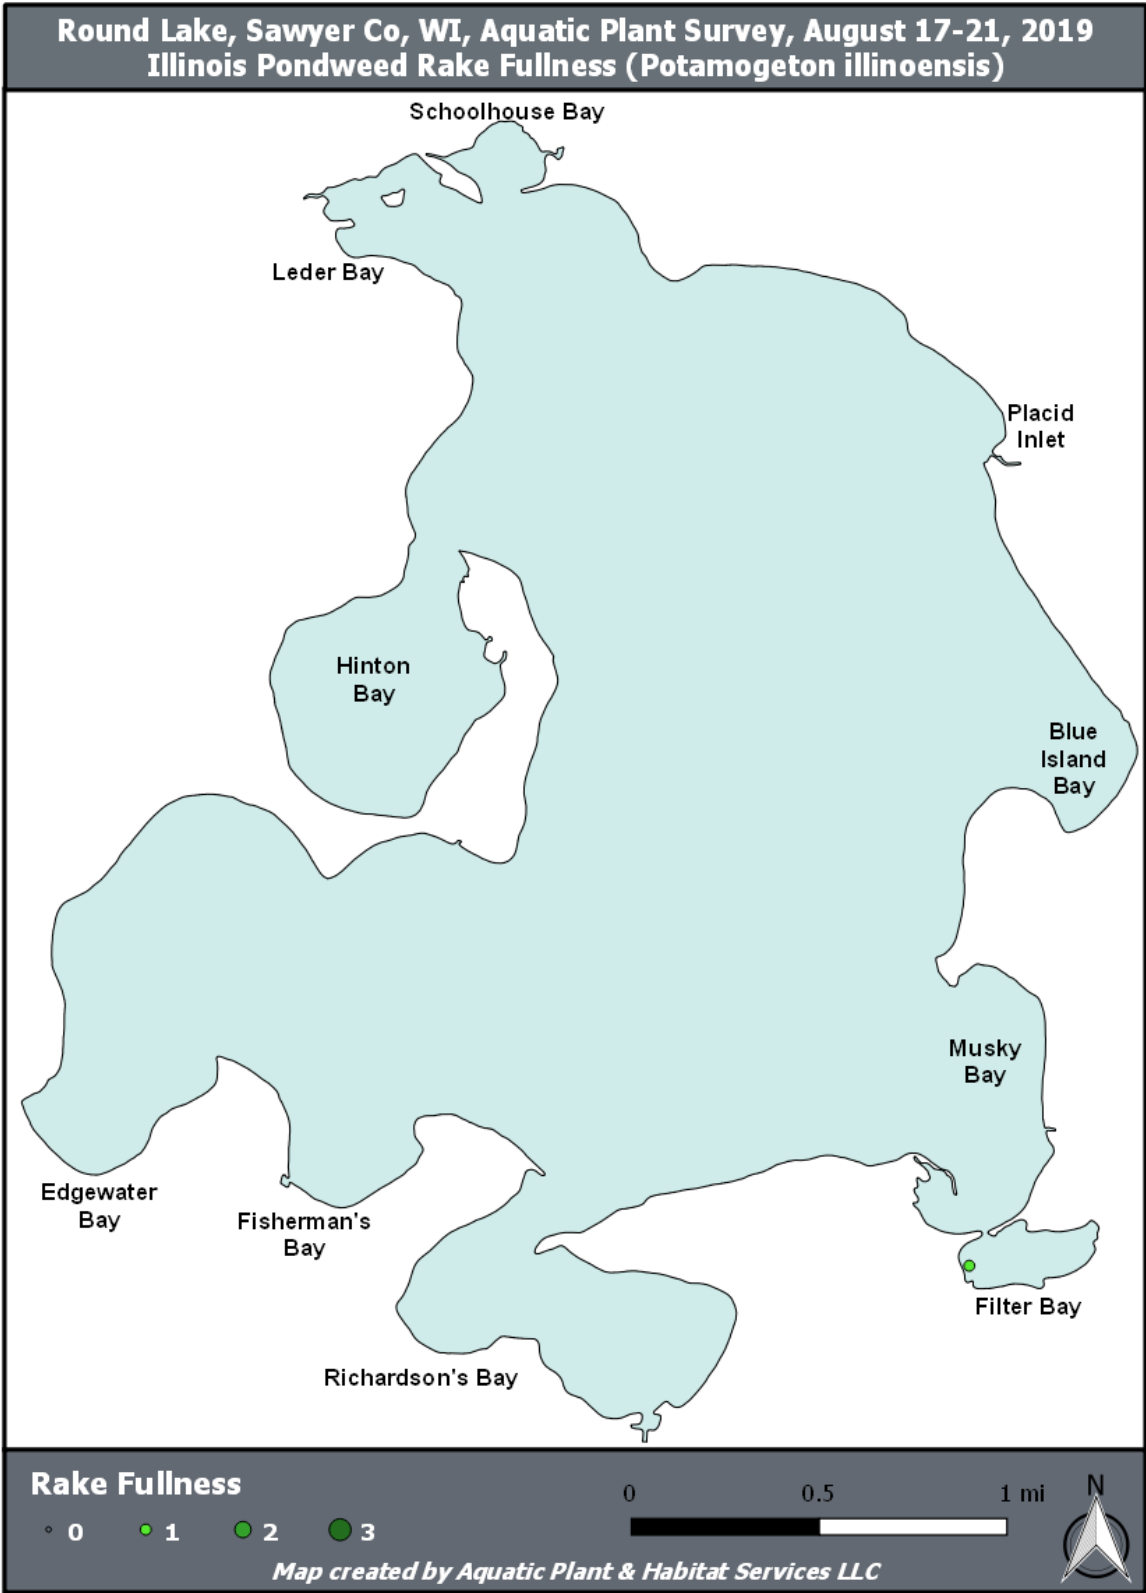 Round Lake, Sawyer Co, WI, Aquatic Plant Survey, August 17-21, 2019
Illinois Pondweed Rake Fullness (Potamogeton illinoensis)
Schoolhouse Bay
Leder Bay
Placid
Inlet
Hinton
Bay
Blue
Island
Bay
Musky
Bay
Edgewater
Bay
Fisherman's
Bay
Filter Bay
Richardson's Bay
Rake Fullness
0 1 2 3
0 0.5 1 mi
N
Map created by Aquatic Plant & Habitat Services LLC